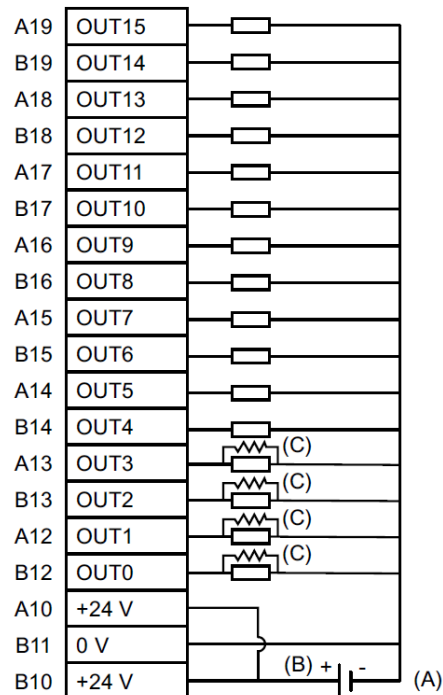 A19 OUT15
B19 OUT14
A18 OUT13
B18 OUT12
A17 OUT11
B17 OUT10
A16 OUT9
B16 OUT8
A15 OUT7
B15 OUT6
A14 OUT5
B14 OUT4
A13 OUT3 (C)
B13 OUT2 (C)
A12 OUT1 (C)
B12 OUT0 (C)
A10 +24 V
B11 0 V
B10 +24 V (B) + - (A)